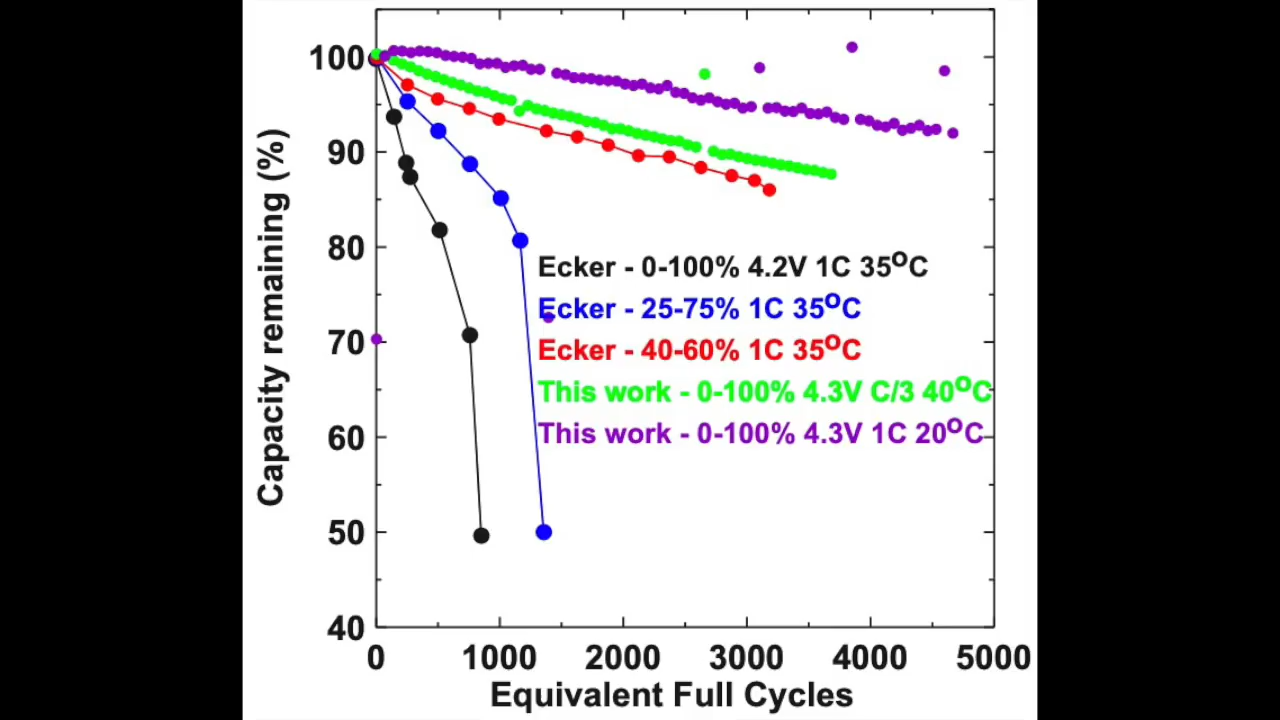 100
90
80
70
60
50
40
Capacity remaining (%)
Ecker - 0-100% 4.2V 1C 35°C
Ecker - 25-75% 1C 35°C
Ecker - 40-60% 1C 35°C
This work - 0-100% 4.3V C/3 40°C
This work - 0-100% 4.3V 1C 20°C
0 1000 2000 3000 4000 5000
Equivalent Full Cycles